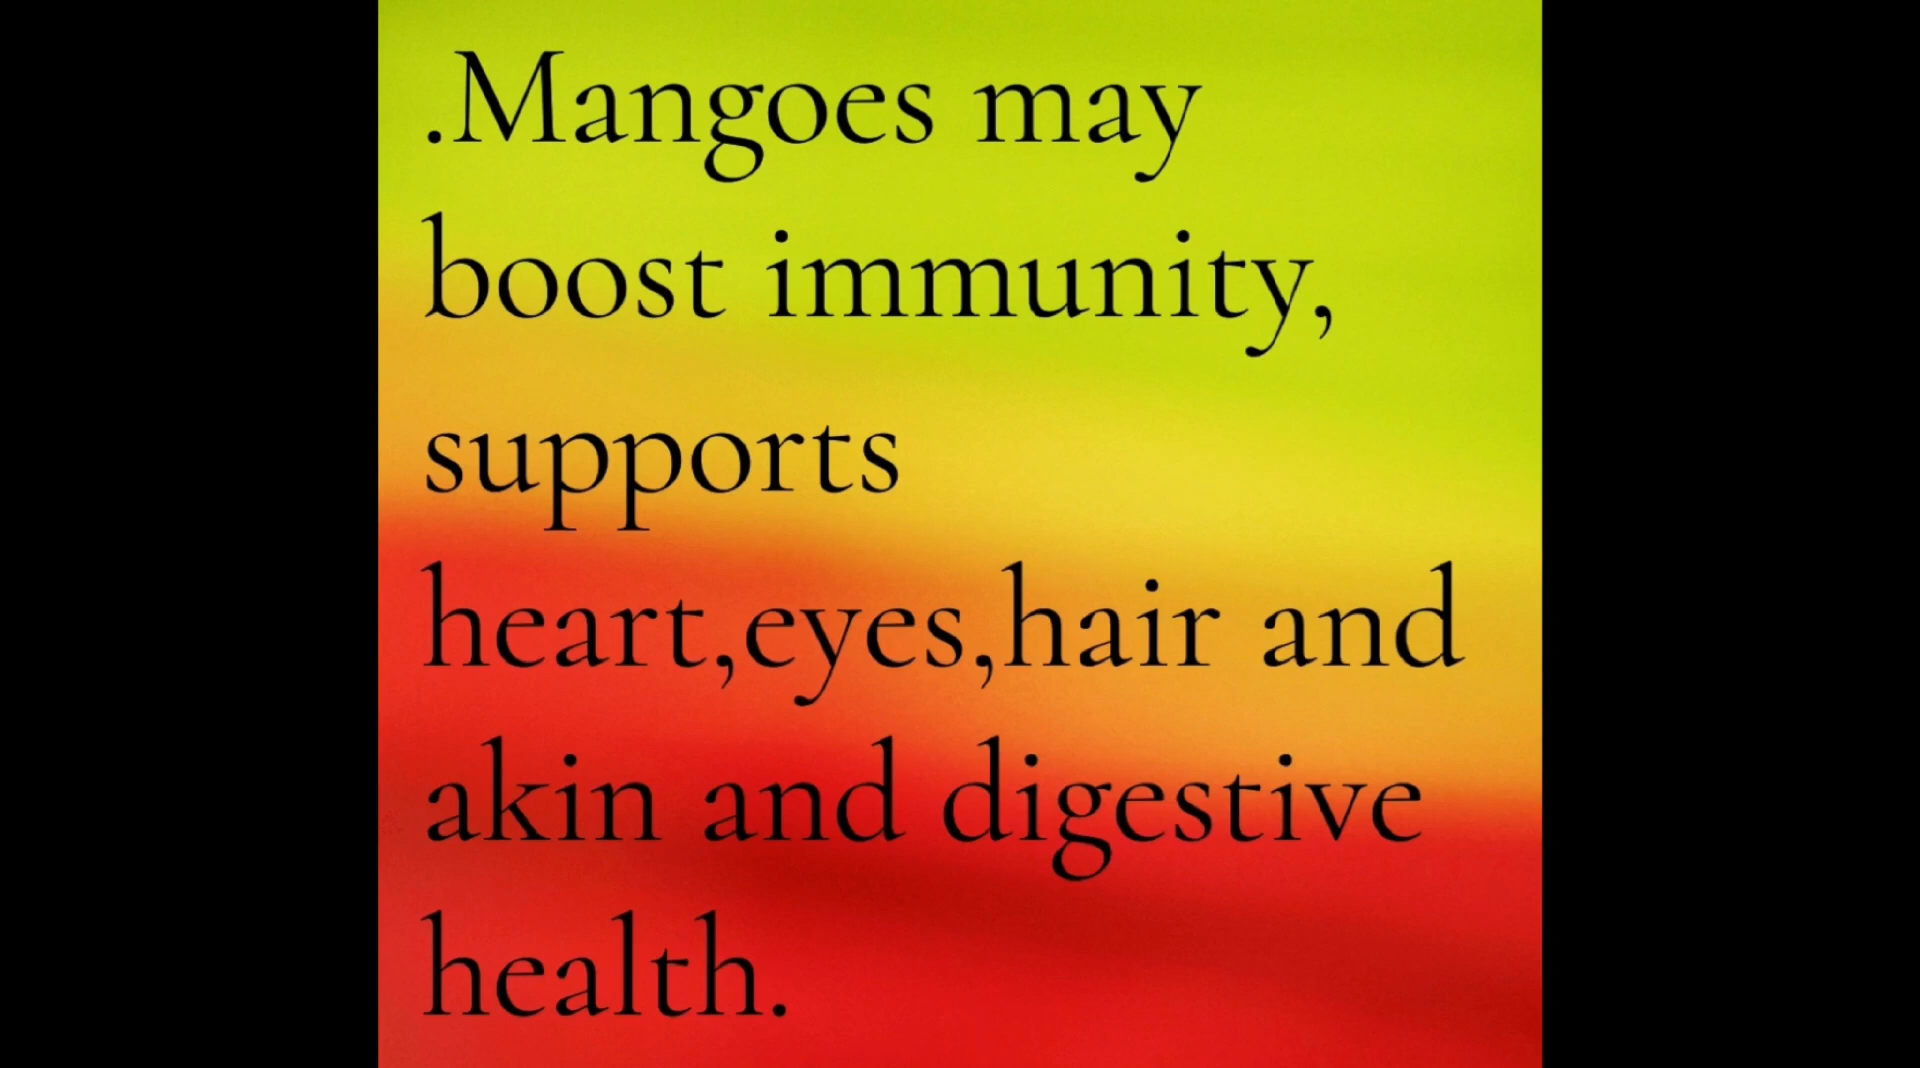 .Mangoes may
boost immunity,
supports
heart,eyes,hair and
akin and digestive
health.